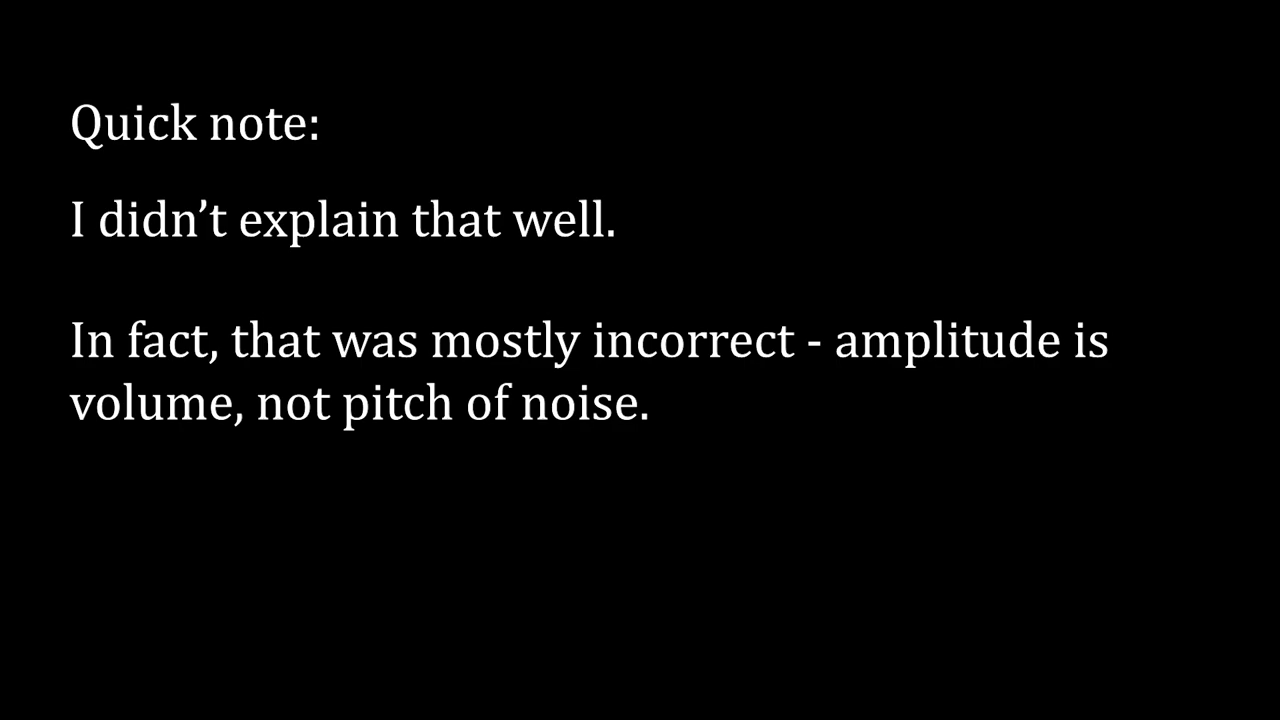 Quick note:
I didn’t explain that well.
In fact, that was mostly incorrect - amplitude is
volume, not pitch of noise.